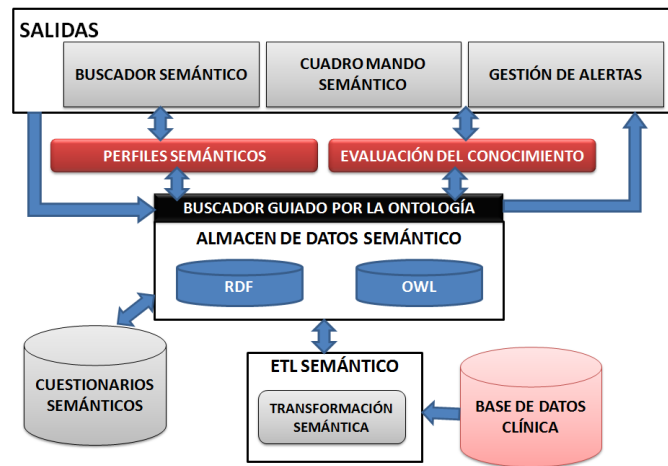 SALIDAS
BUSCADOR SEMÁNTICO
CUADRO MANDO
SEMÁNTICO
GESTIÓN DE ALERTAS
PERFILES SEMÁNTICOS
EVALUACIÓN DEL CONOCIMIENTO
BUSCADOR GUIADO POR LA ONTOLOGÍA
ALMACEN DE DATOS SEMÁNTICO
RDF
OWL
CUESTIONARIOS
SEMÁNTICOS
ETL SEMÁNTICO
TRANSFORMACIÓN
SEMÁNTICA
BASE DE DATOS
CLÍNICA